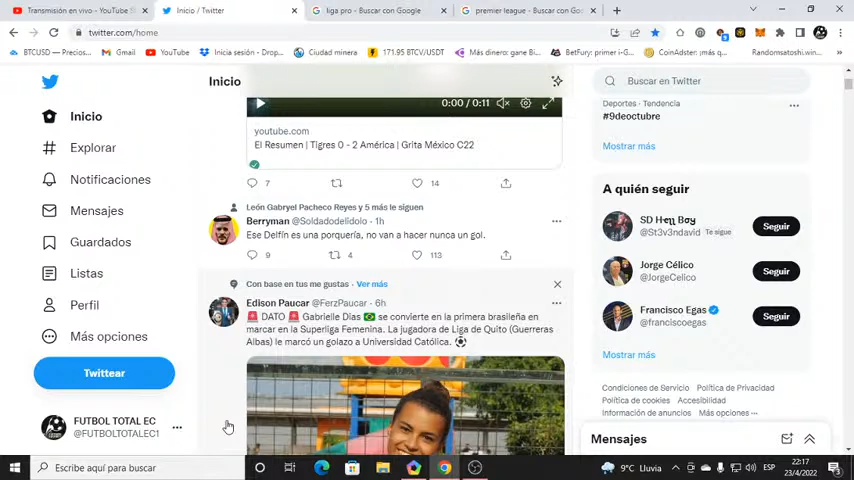 Transmisión en vivo - YouTube
Inicio / Twitter
liga pro - Buscar con Google
premier league - Buscar con Goo
twitter.com/home
BTCUSD — Precios...
Gmail
YouTube
Inicia sesión - Drop...
Ciudad minera
171.95 BTCV/USDT
Más dinero: gane Bi...
BetFury: primer i-G...
CoinAdster: ¡más q...
Randomsatoshi.win...
Inicio
Explorar
Notificaciones
Mensajes
Guardados
Listas
Perfil
Más opciones
Twittear
FUTBOL TOTAL EC
@FUTBOLTOTALEC1
Inicio
0:00 / 0:11
youtube.com
El Resumen | Tigres 0 - 2 América | Grita México C22
7
14
León Gabryel Pacheco Reyes y 5 más le siguen
Berryman @Soldadodelidolo · 1h
Ese Delfín es una porquería, no van a hacer nunca un gol.
9
4
113
Con base en tus me gustas · Ver más
Edison Paucar @FerzPaucar · 6h
DATO Gabrielle Dias se convierte en la primera brasileña en
marcar en la Superliga Femenina. La jugadora de Liga de Quito (Guerreras
Albas) le marcó un golazo a Universidad Católica.
Buscar en Twitter
Deportes · Tendencia
#9deoctubre
Mostrar más
A quién seguir
SD Hęŋ Boy
@St3v3ndavid Te sigue
Seguir
Jorge Célico
@JorgeCelico
Seguir
Francisco Egas
@franciscoegas
Seguir
Mostrar más
Condiciones de Servicio Política de Privacidad
Política de cookies Accesibilidad
Información de anuncios Más opciones
Mensajes
Escribe aquí para buscar
9°C Lluvia
ESP
22:17
23/4/2022
3